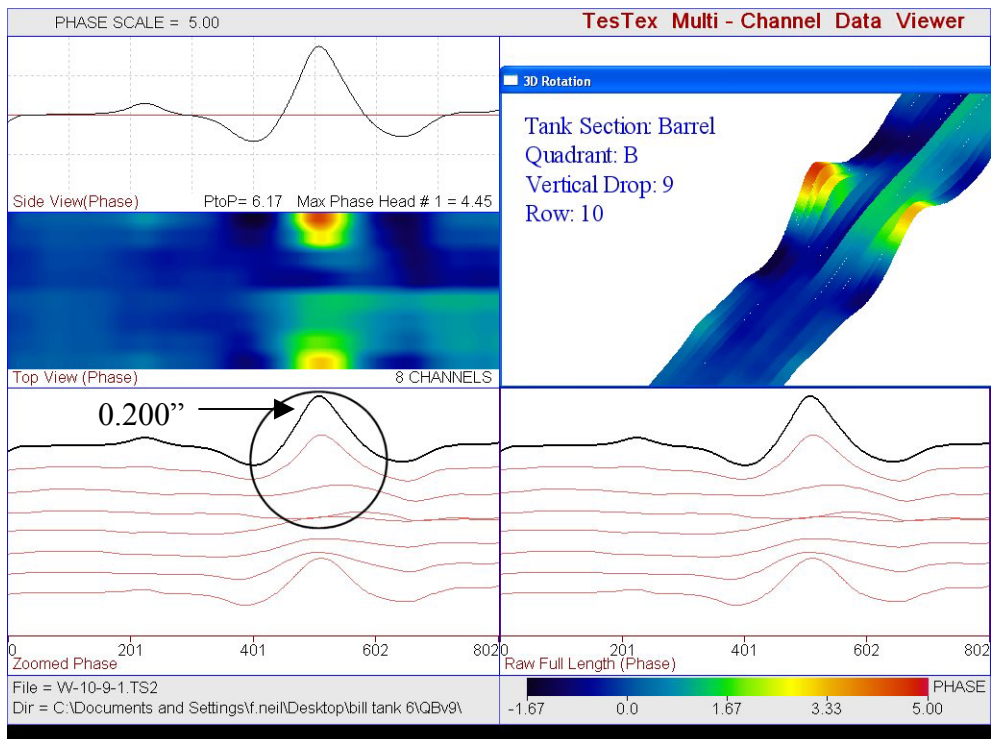 PHASE SCALE = 5.00
TesTex Multi - Channel Data Viewer
3D Rotation
Tank Section: Barrel
Quadrant: B
Vertical Drop: 9
Row: 10
Side View(Phase) PtoP= 6.17 Max Phase Head # 1 = 4.45
Top View (Phase) 8 CHANNELS
0.200”
0 201 401 602 802
Zoomed Phase
0 201 401 602 802
Raw Full Length (Phase)
File = W-10-9-1.TS2
Dir = C:\Documents and Settings\f.neil\Desktop\bill tank 6\QBv9\
PHASE
-1.67 0.0 1.67 3.33 5.00